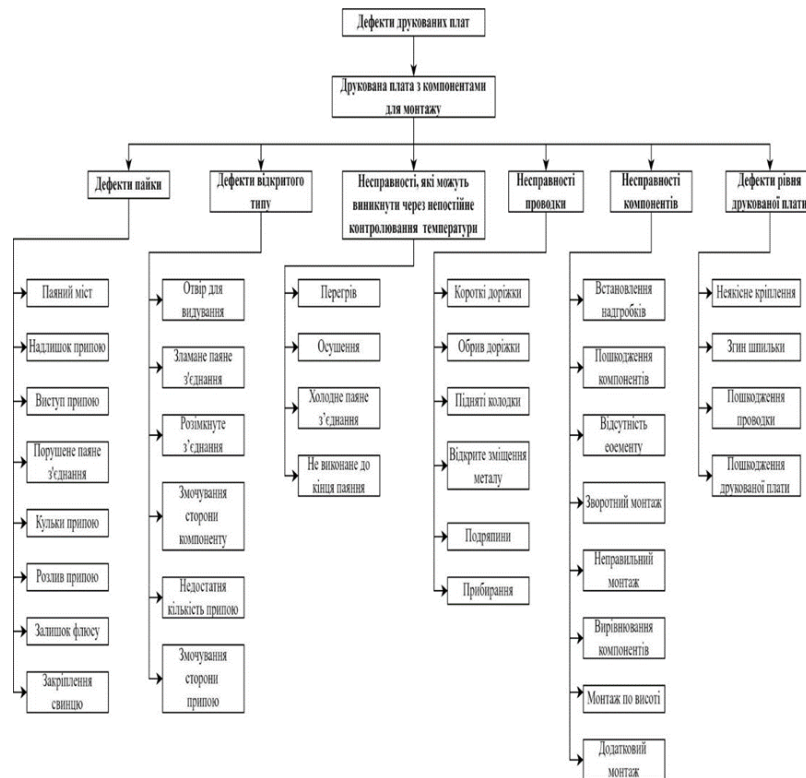 Дефекти друкованих плат
Друкована плата з компонентами
для монтажу
Дефекти пайки
Дефекти відкритого
типу
Несправності, які можуть
виникнути через непостійне
контролювання температури
Несправності
проводки
Несправності
компонентів
Дефекти рівня
друкованої плати
Паяний міст
Надлишок припою
Виступ припою
Порушене паяне
з'єднання
Кульки припою
Розлив припою
Залишок флюсу
Закріплення
свинцю
Отвір для
видування
Зламане паяне
з'єднання
Розімкнуте
з’єднання
Змочування
сторони
компоненту
Недостатня
кількість припою
Змочування
сторони
припою
Перегрів
Осушення
Холодне паяне
з’єднання
Не виконане до
кінця паяння
Короткі доріжки
Обрив доріжки
Підняті колодки
Відкрите зміщення
металу
Подряпини
Прибирання
Встановлення
надгробків
Пошкодження
компонентів
Відсутність
еоементу
Зворотний монтаж
Неправильний
монтаж
Вирівнювання
компонентів
Монтаж по висоті
Додатковий
монтаж
Неякісне кріплення
Згин шпильки
Пошкодження
проводки
Пошкодження
друкованої плати